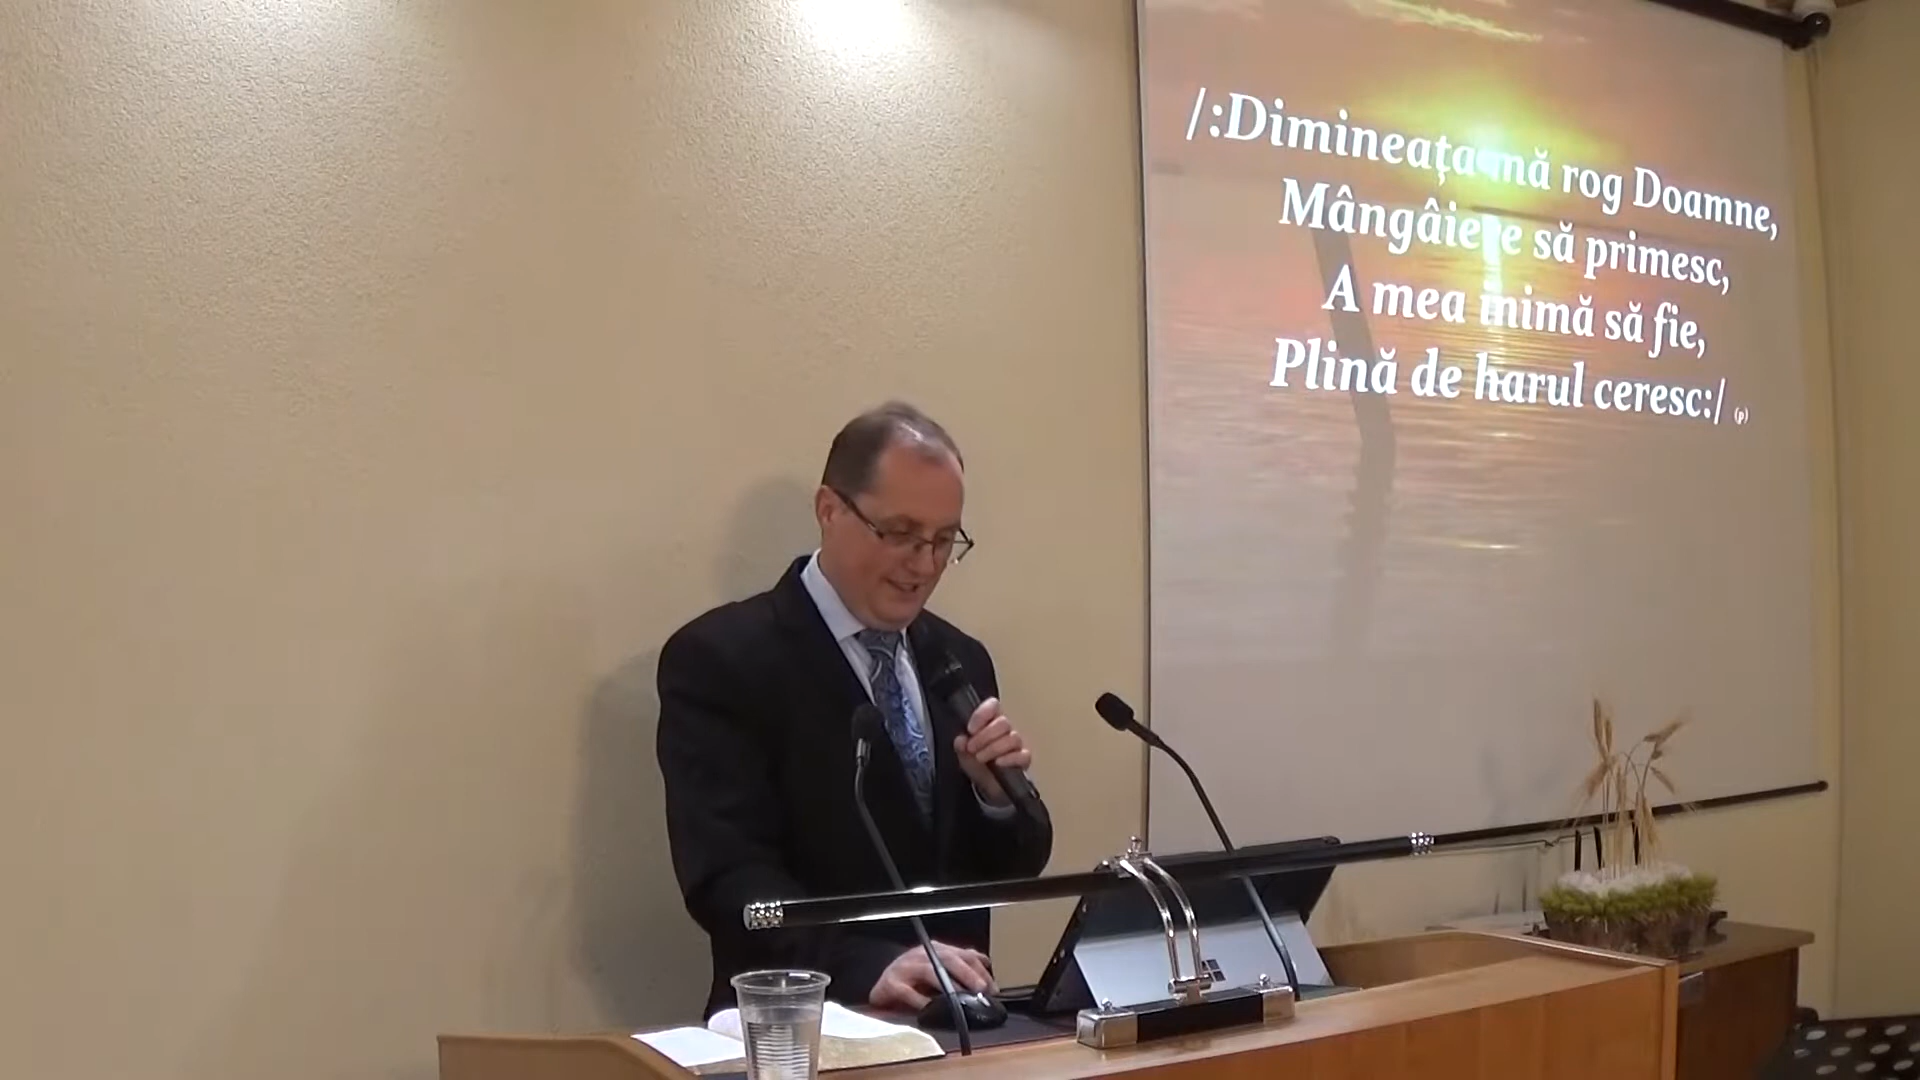 /:Dimineața mă rog Doamne,
Mângâiere să primesc,
A mea inimă să fie,
Plină de harul ceresc:/ (p)